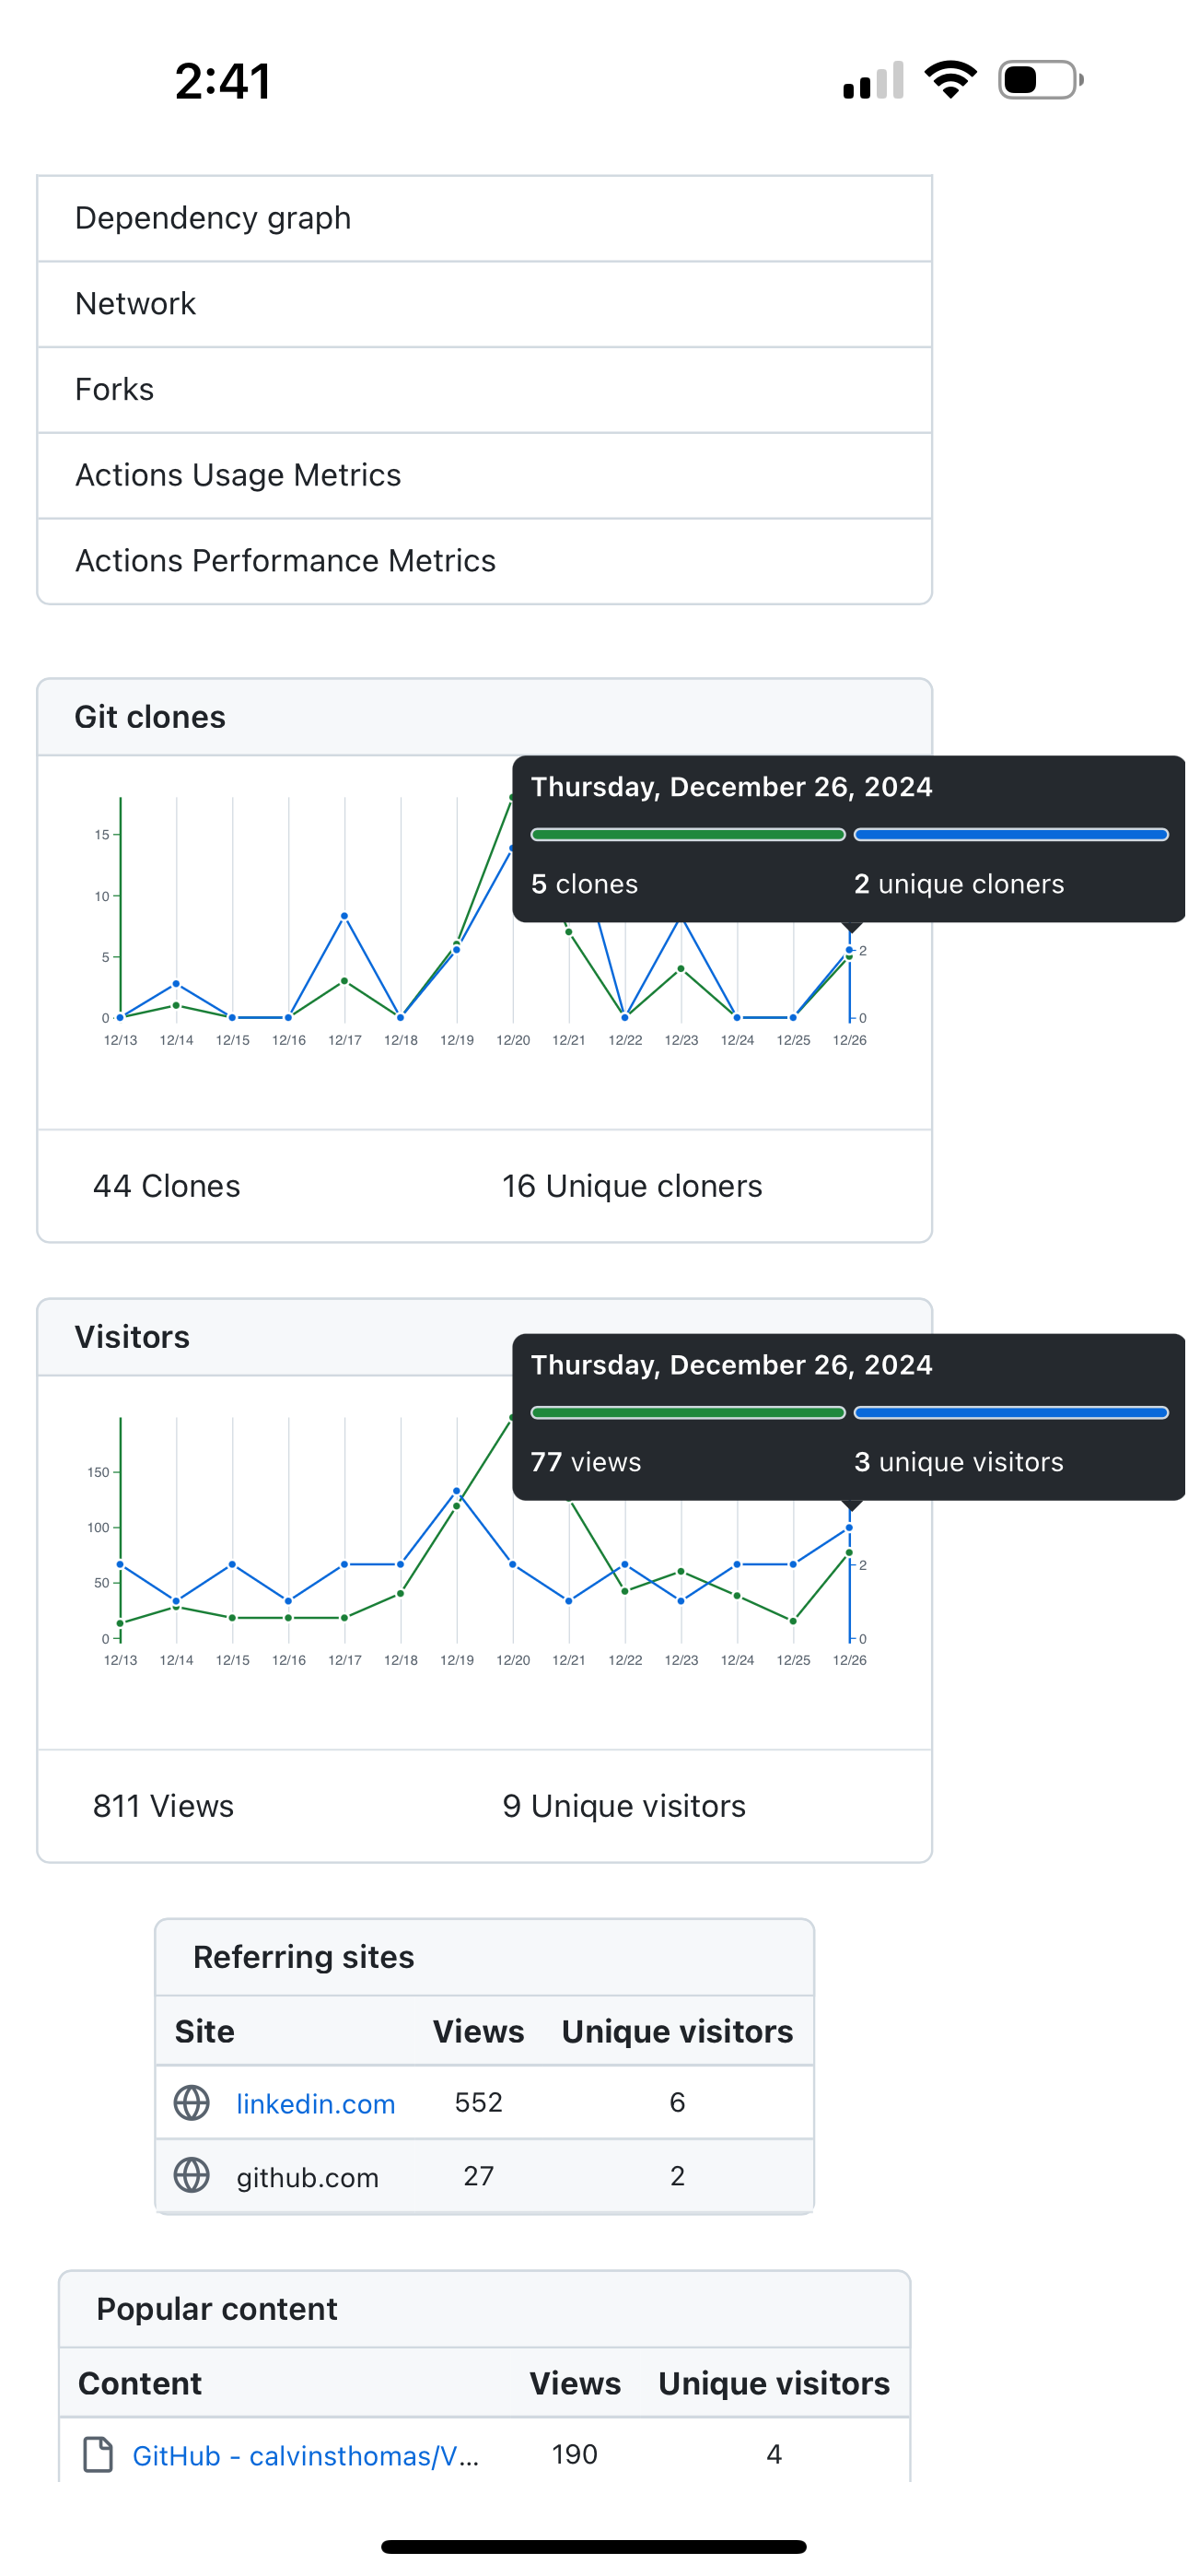 2:41
Dependency graph
Network
Forks
Actions Usage Metrics
Actions Performance Metrics
Git clones
Thursday, December 26, 2024
5 clones 2 unique cloners
15
10
5
0
2
0
12/13 12/14 12/15 12/16 12/17 12/18 12/19 12/20 12/21 12/22 12/23 12/24 12/25 12/26
44 Clones 16 Unique cloners
Visitors
Thursday, December 26, 2024
77 views 3 unique visitors
150
100
50
0
2
0
12/13 12/14 12/15 12/16 12/17 12/18 12/19 12/20 12/21 12/22 12/23 12/24 12/25 12/26
811 Views 9 Unique visitors
Referring sites
Site Views Unique visitors
linkedin.com 552 6
github.com 27 2
Popular content
Content Views Unique visitors
GitHub - calvinsthomas/V... 190 4